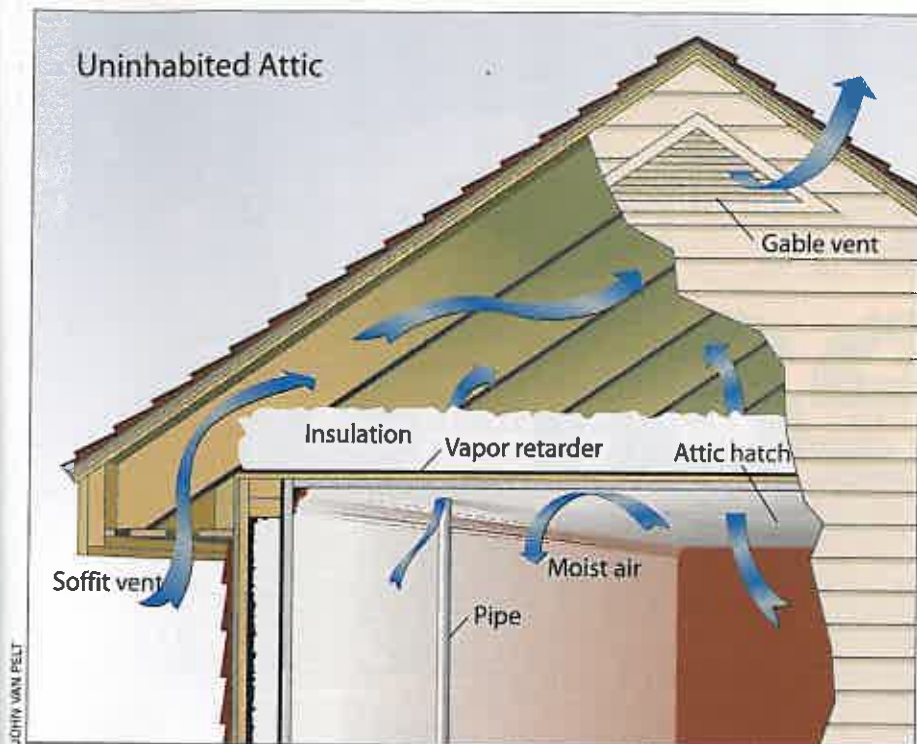 Uninhabited Attic
Gable vent
Insulation
Vapor retarder
Attic hatch
Soffit vent
Moist air
Pipe
JOHN VAN PELT